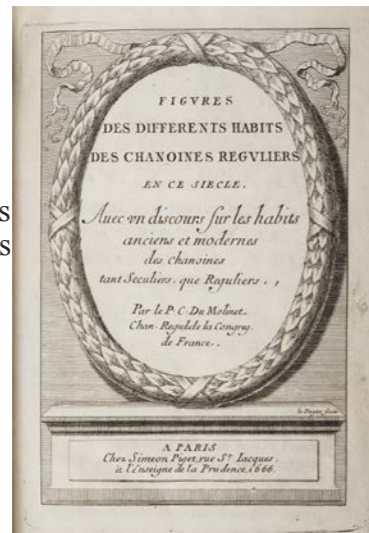 FIGVRES
DES DIFFERENTS HABITS
DES CHANOINES REGVLIERS
EN CE SIECLE.
Auec vn discours sur les habits
anciens et modernes
des Chanoines
tant Seculiers, que Reguliers.,
Par le P. C. Du Molinet.
Chan. Regul. de la Congreg.
de France.
A PARIS
Chez Simeon Piget, rue St. Iacques.
à l'Enseigne de la Prudence, 1666.
s
s